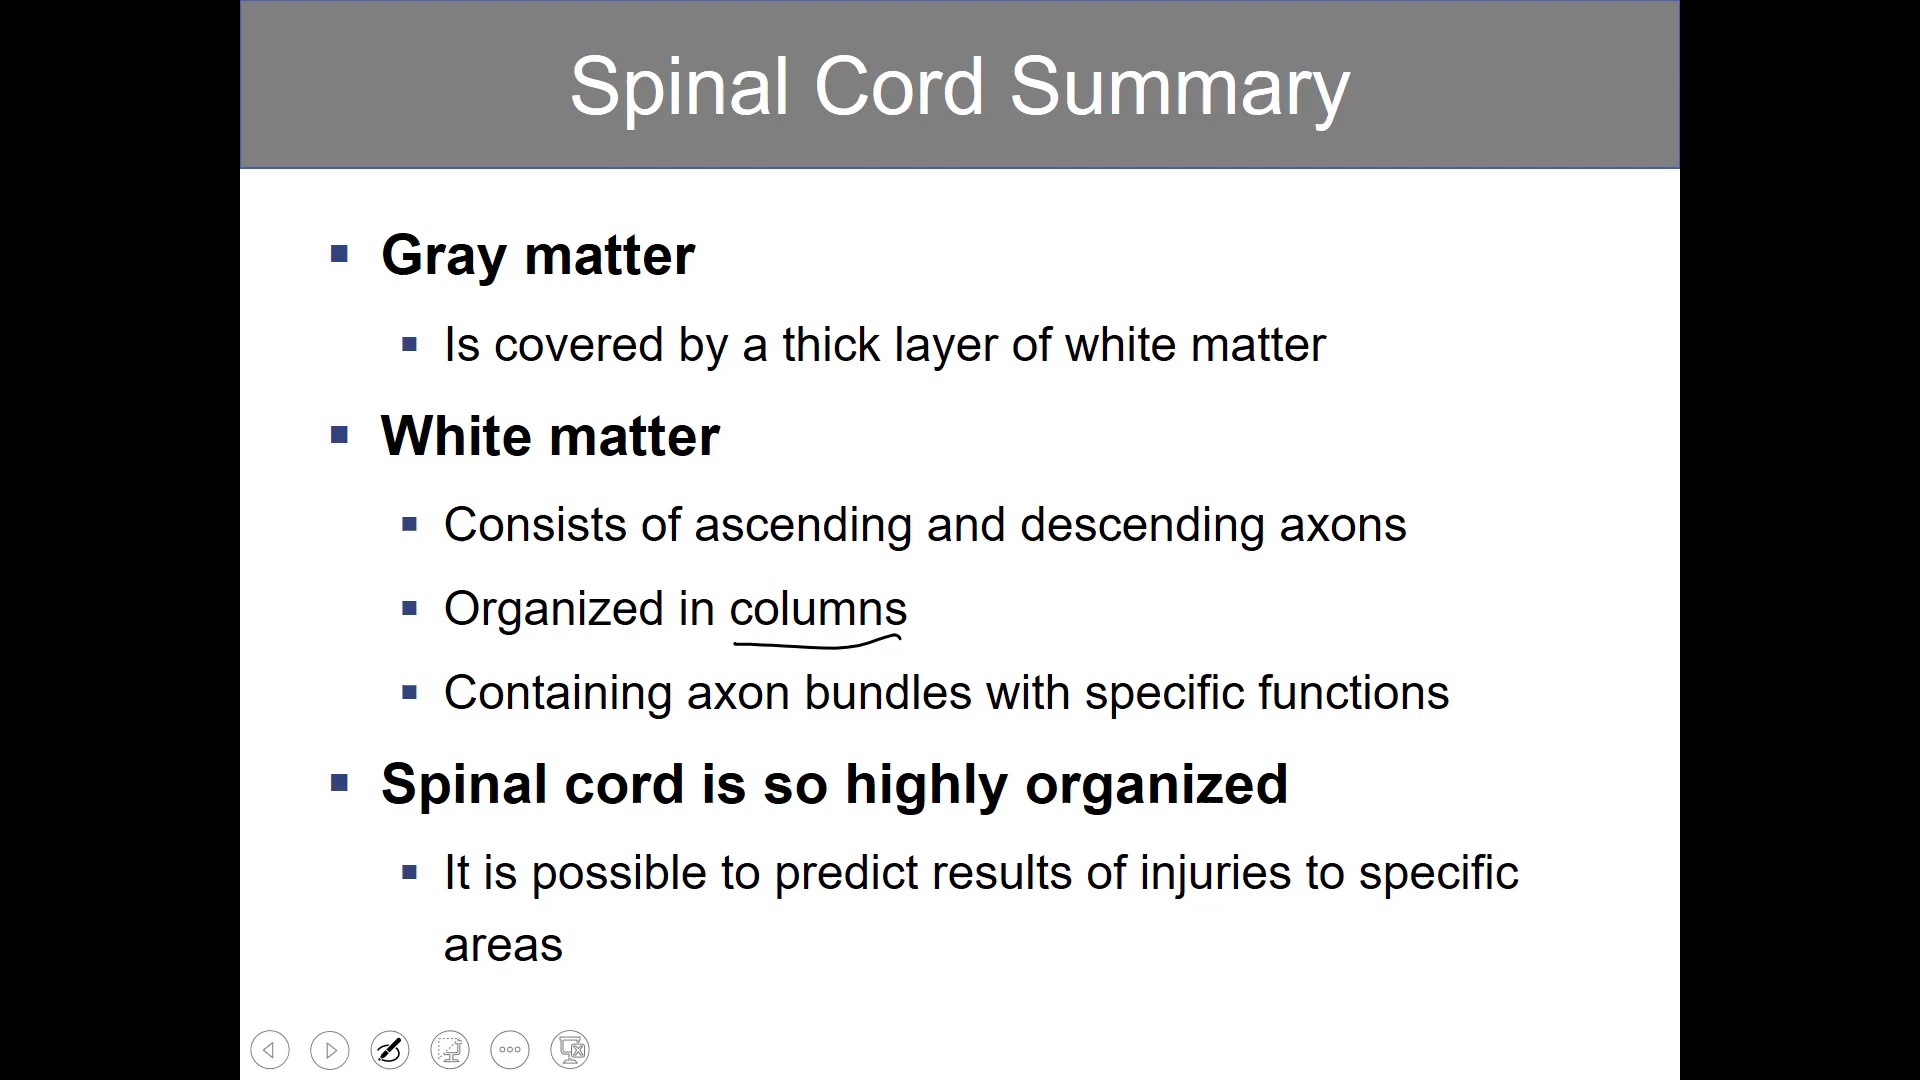 Spinal Cord Summary
Gray matter
Is covered by a thick layer of white matter
White matter
Consists of ascending and descending axons
Organized in columns
Containing axon bundles with specific functions
Spinal cord is so highly organized
It is possible to predict results of injuries to specific
areas